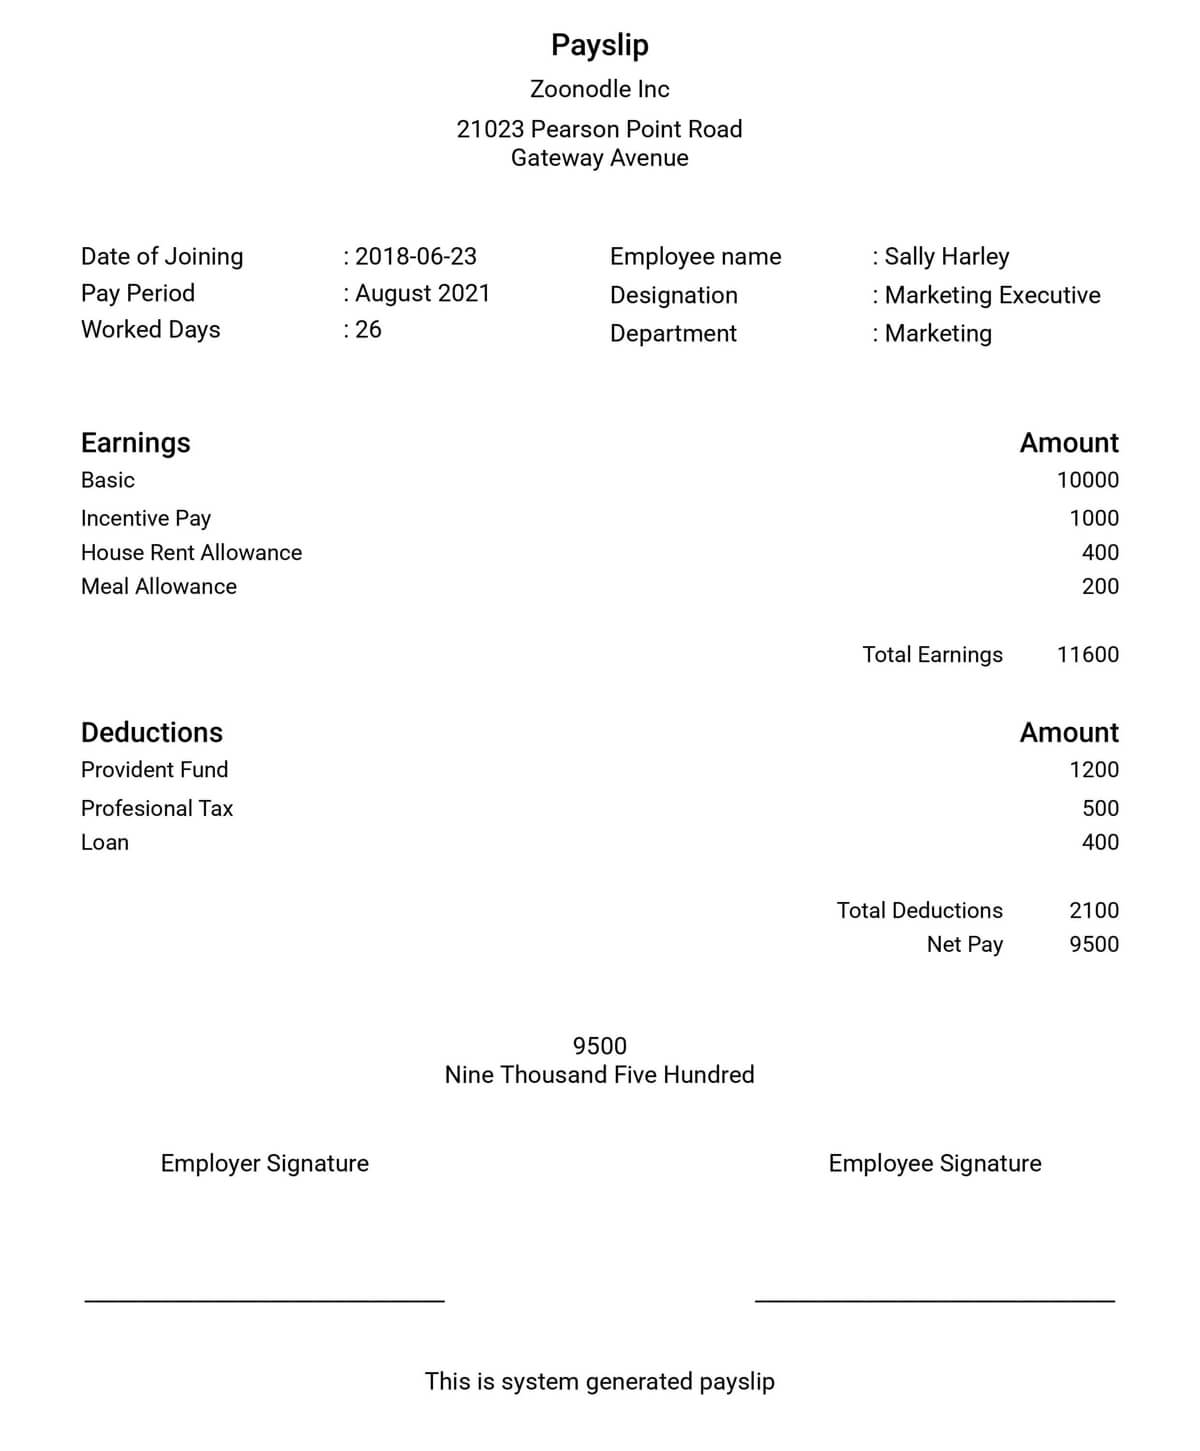 Payslip
Zoonodle Inc
21023 Pearson Point Road
Gateway Avenue
Date of Joining : 2018-06-23 Employee name : Sally Harley
Pay Period : August 2021 Designation : Marketing Executive
Worked Days : 26 Department : Marketing
Earnings Amount
Basic 10000
Incentive Pay 1000
House Rent Allowance 400
Meal Allowance 200
Total Earnings 11600
Deductions Amount
Provident Fund 1200
Profesional Tax 500
Loan 400
Total Deductions 2100
Net Pay 9500
9500
Nine Thousand Five Hundred
Employer Signature Employee Signature
This is system generated payslip